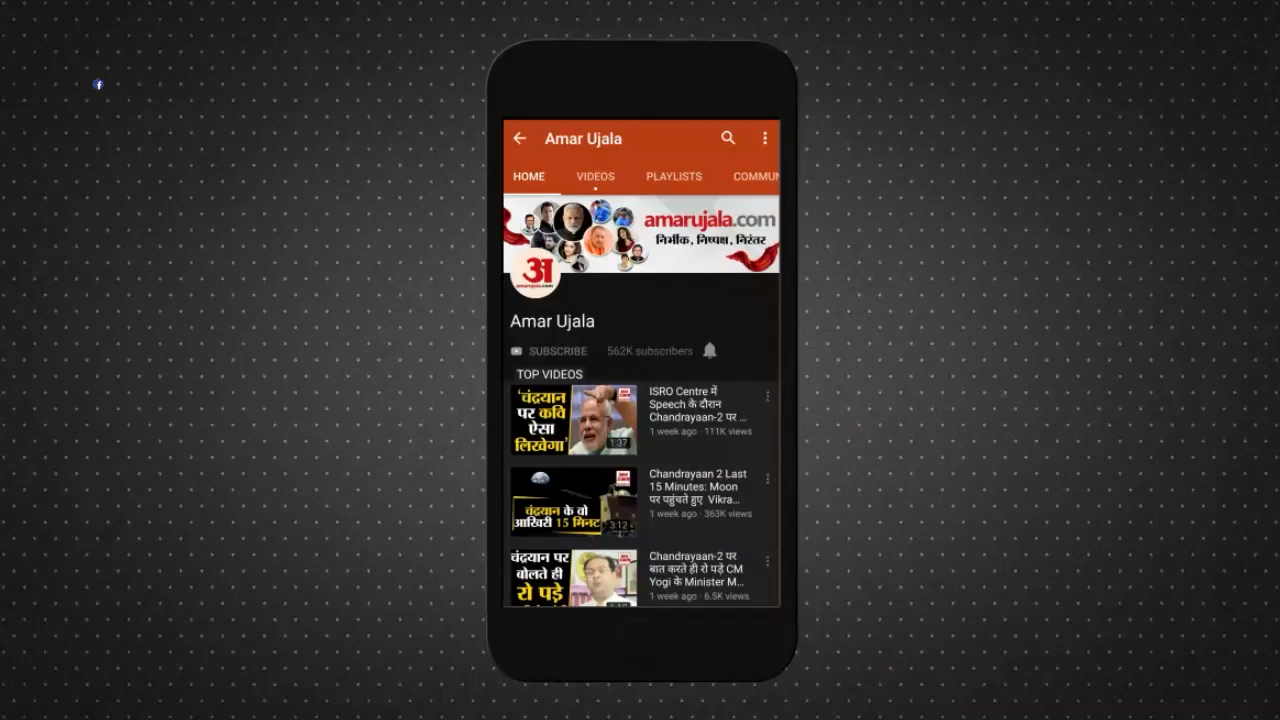 Amar Ujala
HOME VIDEOS PLAYLISTS COMMUN
amarujala.com
निर्भीक, निष्पक्ष, निरंतर
अ
amarujala.com
Amar Ujala
SUBSCRIBE 562K subscribers
TOP VIDEOS
'चंद्रयान
पर कवि
ऐसा
लिखेगा'
1:37
ISRO Centre में
Speech के दौरान
Chandrayaan-2 पर ...
1 week ago · 111K views
चंद्रयान के वो
आखिरी 15 मिनट
3:12
Chandrayaan 2 Last
15 Minutes: Moon
पर पहुंचते हुए Vikra...
1 week ago · 363K views
चंद्रयान पर
बोलते ही
रो पड़े
Chandrayaan-2 पर
बात करते ही रो पड़े CM
Yogi के Minister M...
1 week ago · 6.5K views